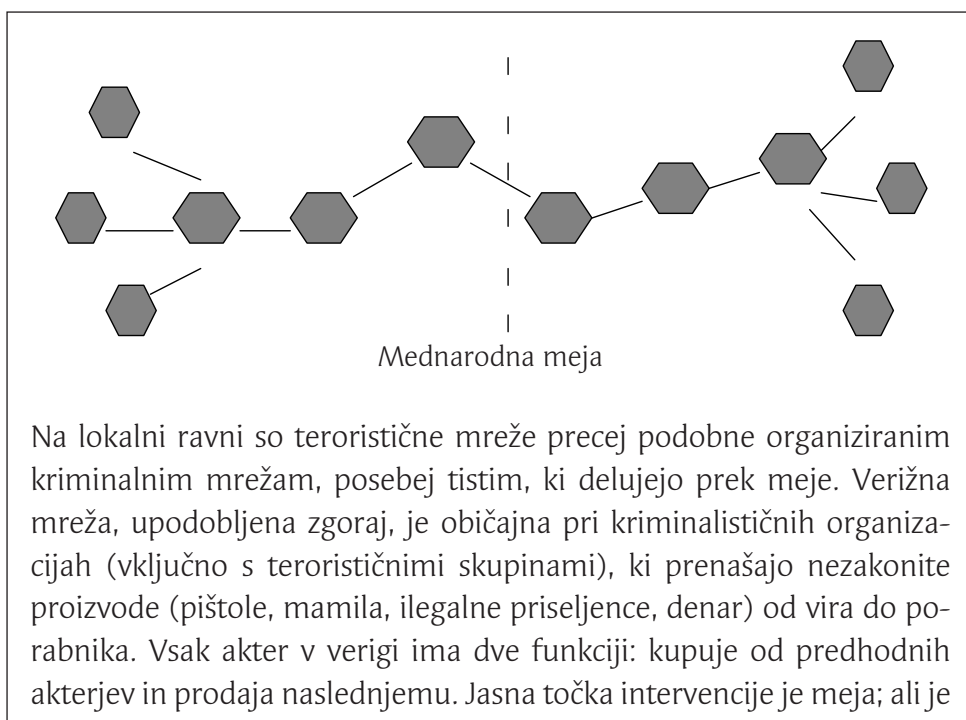 Mednarodna meja
Na lokalni ravni so teroristične mreže precej podobne organiziranim
kriminalnim mrežam, posebej tistim, ki delujejo prek meje. Verižna
mreža, upodobljena zgoraj, je običajna pri kriminalističnih organiza-
cijah (vključno s terorističnimi skupinami), ki prenašajo nezakonite
proizvode (pištole, mamila, ilegalne priseljence, denar) od vira do po-
rabnika. Vsak akter v verigi ima dve funkciji: kupuje od predhodnih
akterjev in prodaja naslednjemu. Jasna točka intervencije je meja; ali je